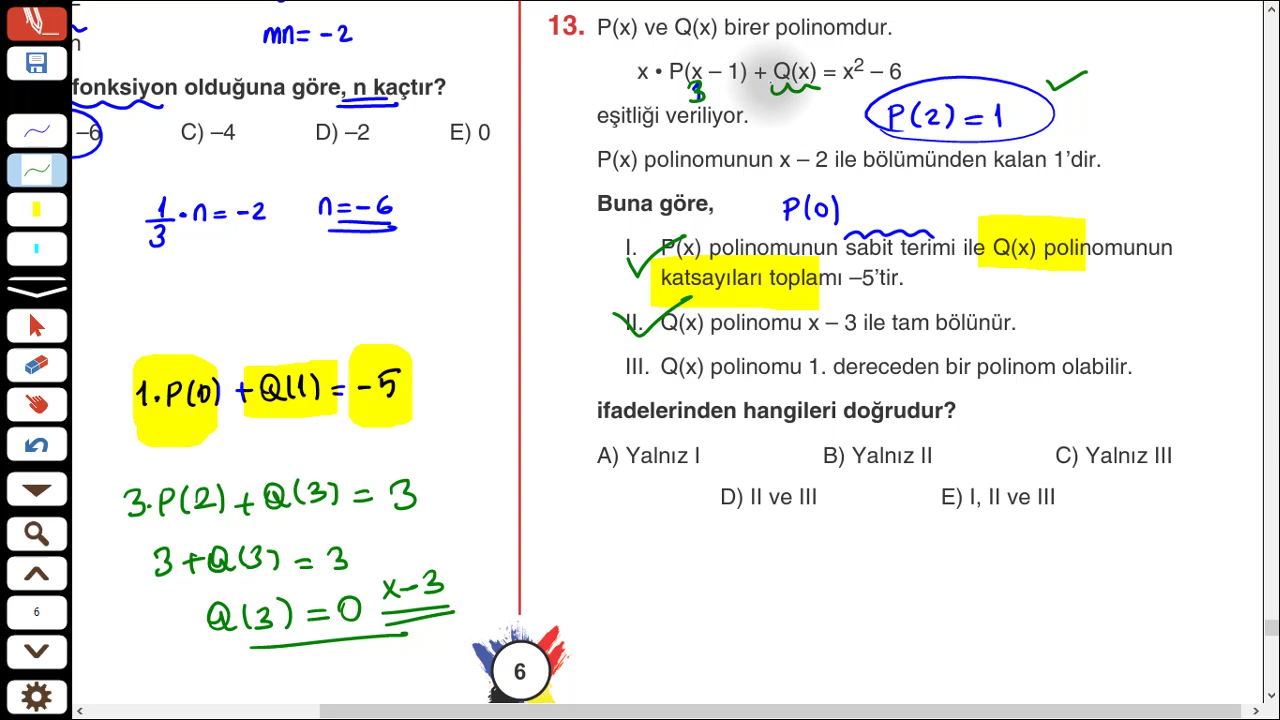 mn = -2
fonksiyon olduğuna göre, n kaçtır?
-6 C) –4 D) –2 E) 0
1/3 · n = -2 n = -6
1.P(0) + Q(1) = -5
3.P(2) + Q(3) = 3
3 + Q(3) = 3
Q(3) = 0 x-3
6
13. P(x) ve Q(x) birer polinomdur.
x • P(x – 1) + Q(x) = x² – 6
3
eşitliği veriliyor.
P(2) = 1
P(x) polinomunun x – 2 ile bölümünden kalan 1’dir.
Buna göre,
P(0)
I. P(x) polinomunun sabit terimi ile Q(x) polinomunun
katsayıları toplamı –5’tir.
II. Q(x) polinomu x – 3 ile tam bölünür.
III. Q(x) polinomu 1. dereceden bir polinom olabilir.
ifadelerinden hangileri doğrudur?
A) Yalnız I B) Yalnız II C) Yalnız III
D) II ve III E) I, II ve III
6